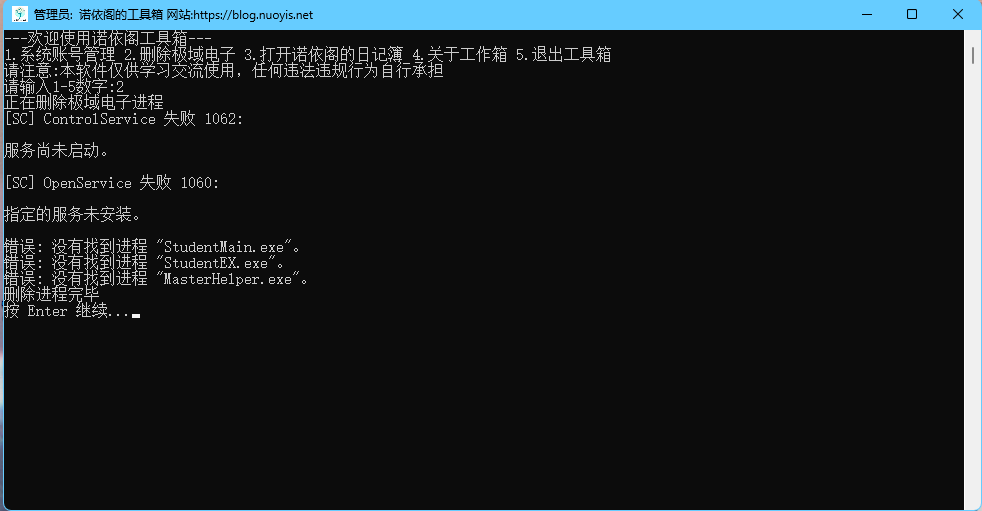 管理员: 诺依阁的工具箱 网站:https://blog.nuoyis.net
---欢迎使用诺依阁工具箱---
1.系统账号管理 2.删除极域电子 3.打开诺依阁的日记簿 4.关于工作箱 5.退出工具箱
请注意:本软件仅供学习交流使用，任何违法违规行为自行承担
请输入1-5数字:2
正在删除极域电子进程
[SC] ControlService 失败 1062:
服务尚未启动。
[SC] OpenService 失败 1060:
指定的服务未安装。
错误: 没有找到进程 "StudentMain.exe"。
错误: 没有找到进程 "StudentEX.exe"。
错误: 没有找到进程 "MasterHelper.exe"。
删除进程完毕
按 Enter 继续...